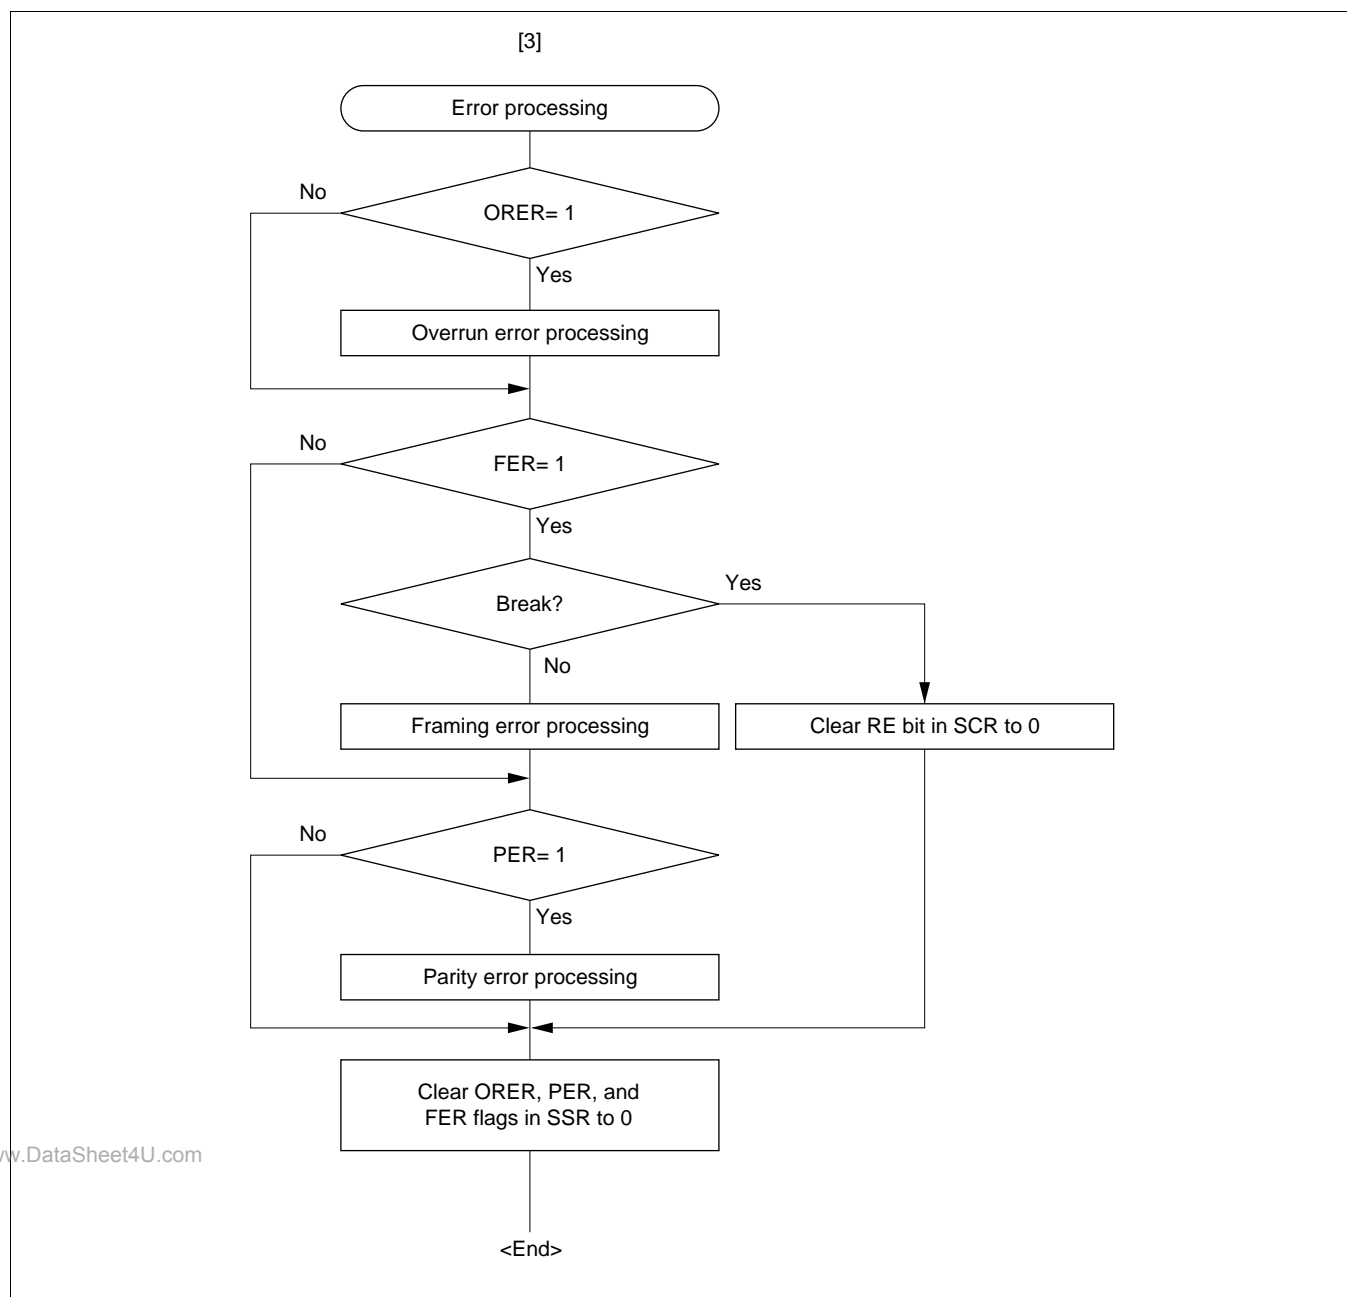 [3]
Error processing
No
ORER= 1
Yes
Overrun error processing
No
FER= 1
Yes
Break?
Yes
No
Framing error processing
Clear RE bit in SCR to 0
No
PER= 1
Yes
Parity error processing
Clear ORER, PER, and
FER flags in SSR to 0
w.DataSheet4U.com
<End>